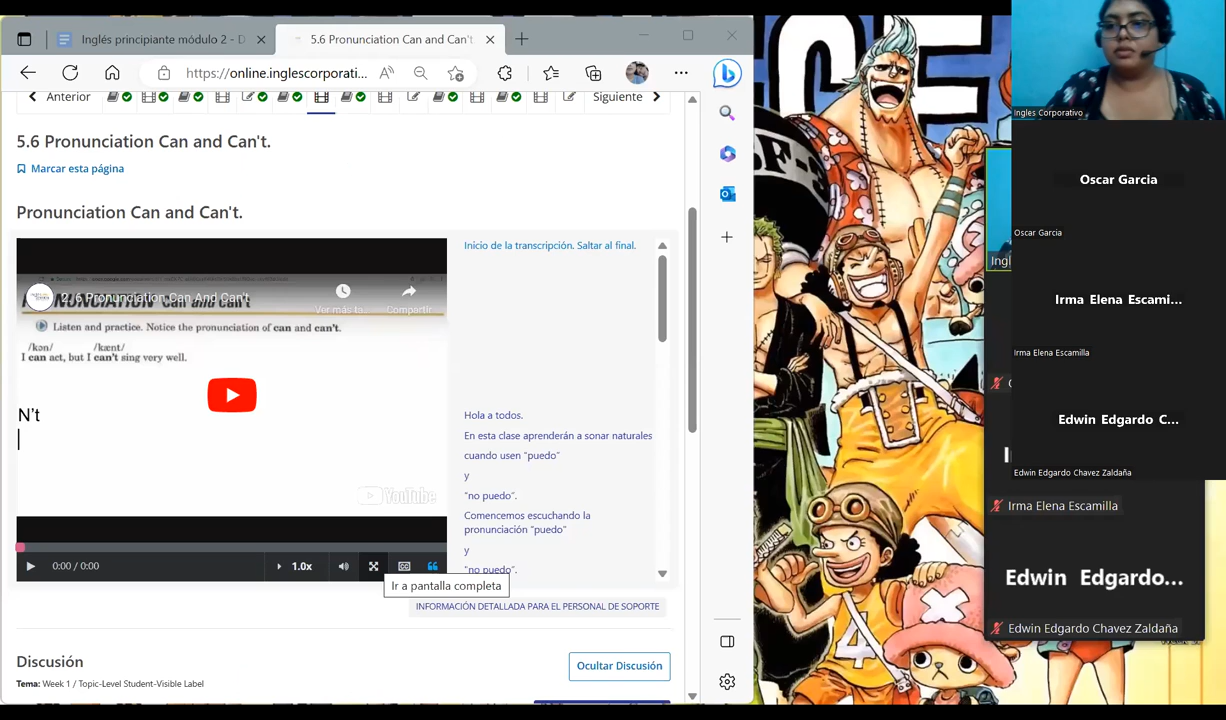 Inglés principiante módulo 2 - D
5.6 Pronunciation Can and Can't
https://online.inglescorporati...
Anterior
Siguiente
5.6 Pronunciation Can and Can't.
Marcar esta página
Pronunciation Can and Can't.
2. 6 Pronunciation Can And Can't
Ver más ta...
Compartir
Listen and practice. Notice the pronunciation of can and can't.
/kən/ /kænt/
I can act, but I can't sing very well.
N't
YouTube
0:00 / 0:00
1.0x
Ir a pantalla completa
Inicio de la transcripción. Saltar al final.
Hola a todos.
En esta clase aprenderán a sonar naturales
cuando usen "puedo"
y
"no puedo".
Comencemos escuchando la
pronunciación "puedo"
y
"no puedo".
INFORMACIÓN DETALLADA PARA EL PERSONAL DE SOPORTE
Discusión
Ocultar Discusión
Tema: Week 1 / Topic-Level Student-Visible Label
Ingles Corporativo
Oscar Garcia
Oscar Garcia
Irma Elena Escami...
Irma Elena Escamilla
Edwin Edgardo C...
Edwin Edgardo Chavez Zaldaña
Irma Elena Escamilla
Edwin Edgardo...
Edwin Edgardo Chavez Zaldaña